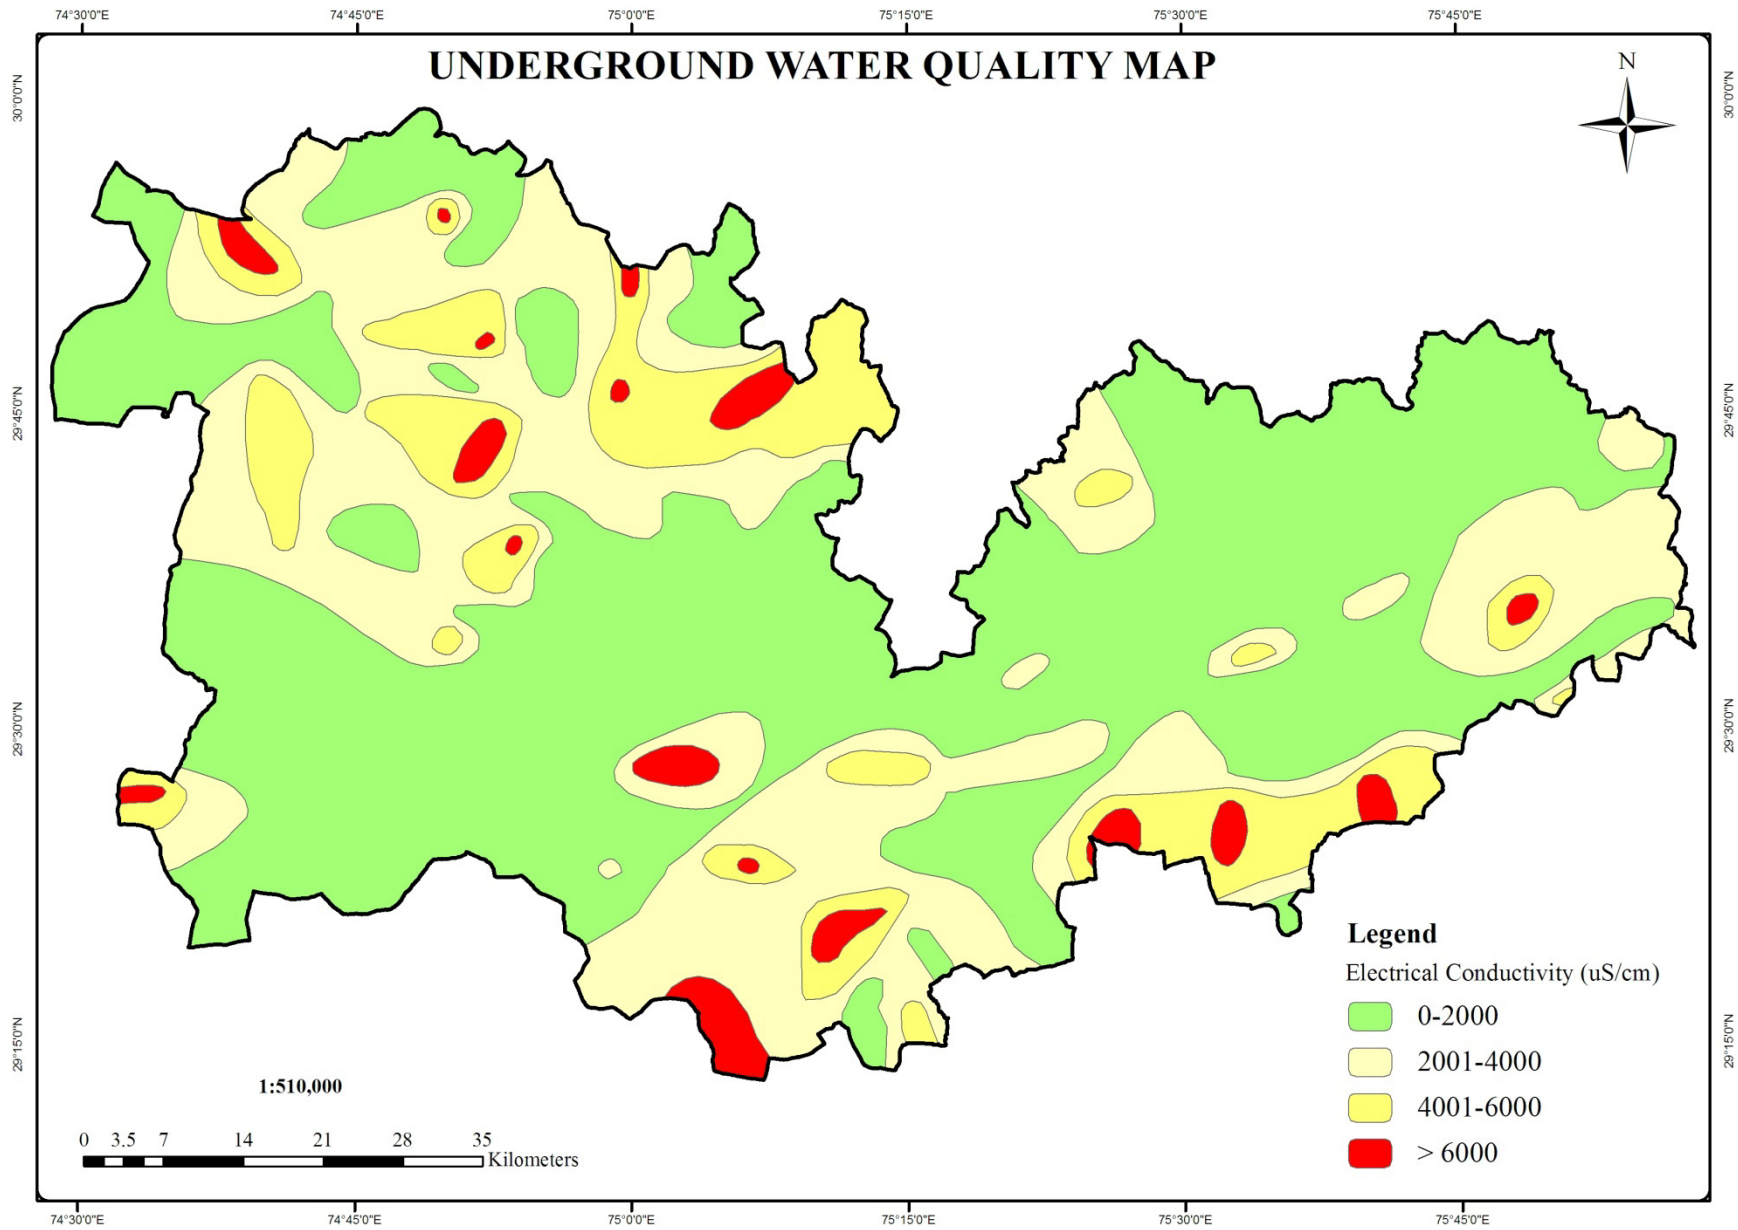 74°30'0"E 74°45'0"E 75°0'0"E 75°15'0"E 75°30'0"E 75°45'0"E
UNDERGROUND WATER QUALITY MAP
N
30°0'0"N 30°0'0"N
29°45'0"N 29°45'0"N
29°30'0"N 29°30'0"N
29°15'0"N 29°15'0"N
Legend
Electrical Conductivity (uS/cm)
0-2000
2001-4000
4001-6000
> 6000
1:510,000
0 3.5 7 14 21 28 35
Kilometers
74°30'0"E 74°45'0"E 75°0'0"E 75°15'0"E 75°30'0"E 75°45'0"E